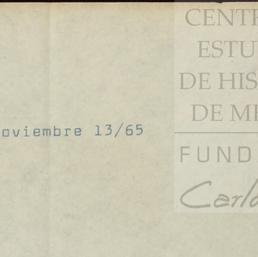 CENTR
ESTU
DE HIS
DE ME
oviembre 13/65
FUND
Carlo